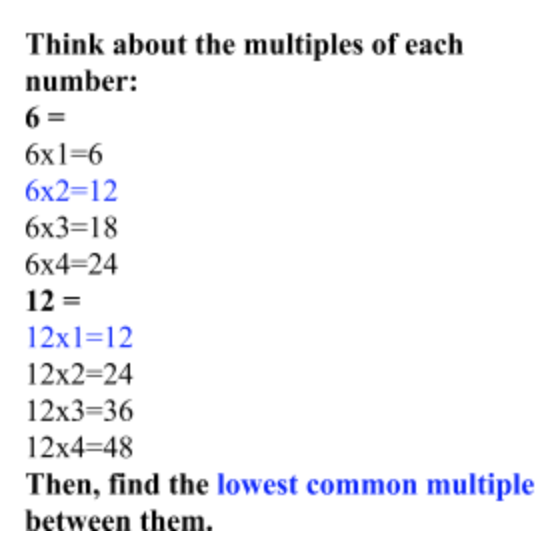 Think about the multiples of each
number:
6 =
6x1=6
6x2=12
6x3=18
6x4=24
12 =
12x1=12
12x2=24
12x3=36
12x4=48
Then, find the lowest common multiple
between them.